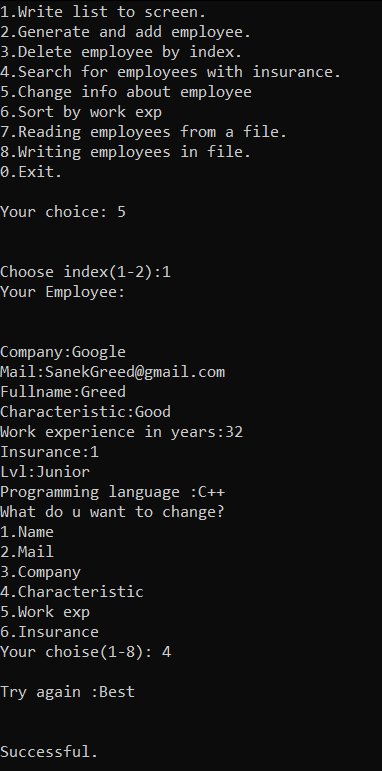 1.Write list to screen.
2.Generate and add employee.
3.Delete employee by index.
4.Search for employees with insurance.
5.Change info about employee
6.Sort by work exp
7.Reading employees from a file.
8.Writing employees in file.
0.Exit.
Your choice: 5
Choose index(1-2):1
Your Employee:
Company:Google
Mail:SanekGreed@gmail.com
Fullname:Greed
Characteristic:Good
Work experience in years:32
Insurance:1
Lvl:Junior
Programming language :C++
What do u want to change?
1.Name
2.Mail
3.Company
4.Characteristic
5.Work exp
6.Insurance
Your choise(1-8): 4
Try again :Best
Successful.